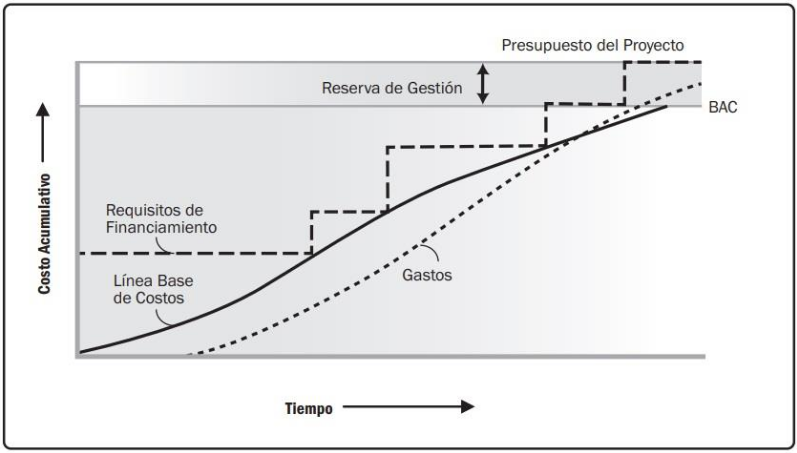 Presupuesto del Proyecto
Reserva de Gestión
BAC
Requisitos de
Financiamiento
Línea Base
de Costos
Gastos
Costo Acumulativo
Tiempo